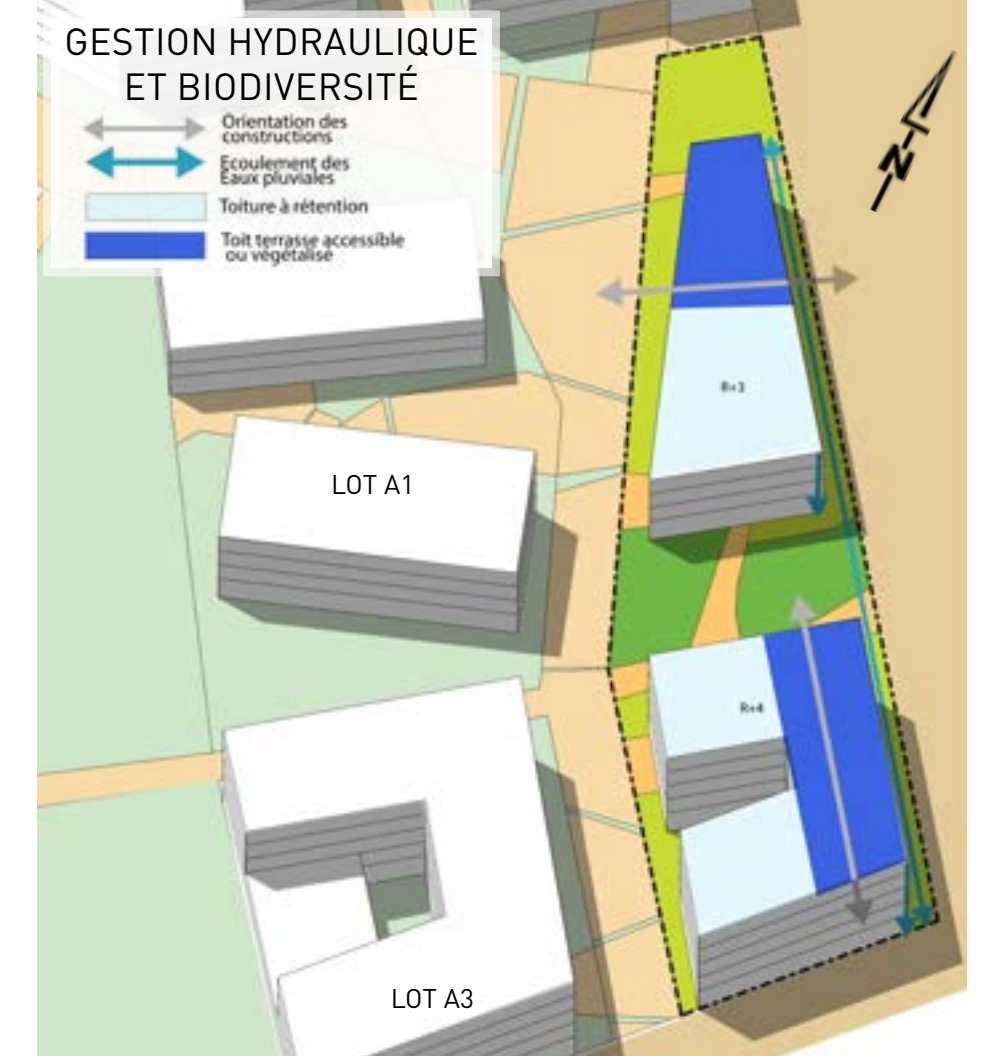 GESTION HYDRAULIQUE
ET BIODIVERSITÉ
Orientation des
constructions
Ecoulement des
Eaux pluviales
Toiture à rétention
Toit terrasse accessible
ou végétalisé
N
R+3
LOT A1
R+4
LOT A3